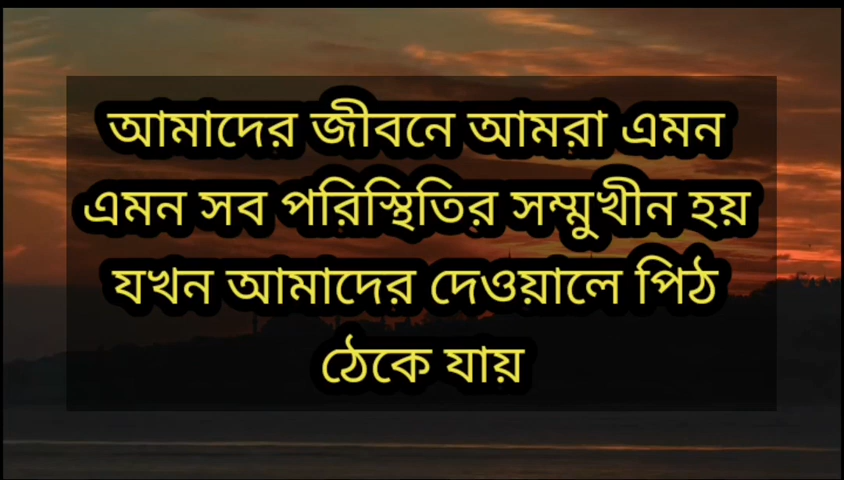 আমাদের জীবনে আমরা এমন
এমন সব পরিস্থিতির সম্মুখীন হয়
যখন আমাদের দেওয়ালে পিঠ
ঠেকে যায়